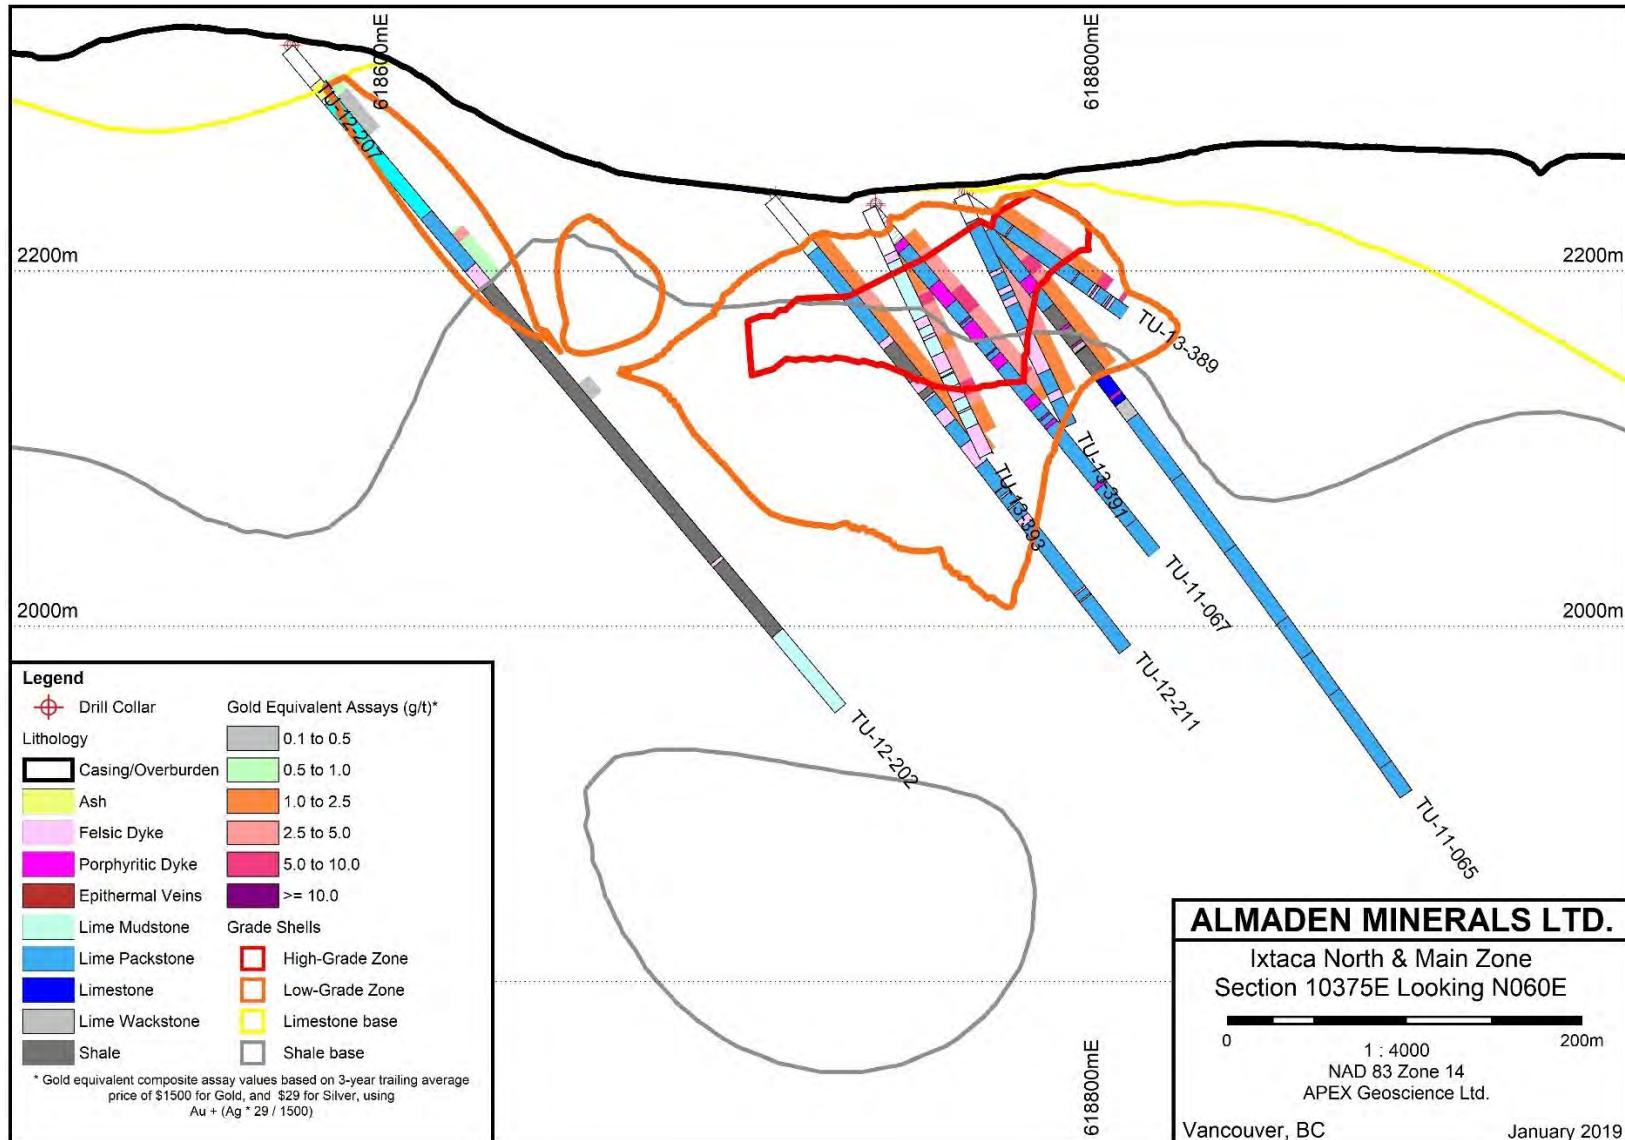 618600mE
618800mE
TU-12-207
2200m
2200m
TU-13-389
TU-13-391
TU-13-393
TU-11-067
2000m
2000m
TU-12-211
TU-12-202
TU-11-065
618800mE
Legend
Drill Collar
Lithology
Casing/Overburden
Ash
Felsic Dyke
Porphyritic Dyke
Epithermal Veins
Lime Mudstone
Lime Packstone
Limestone
Lime Wackstone
Shale
Gold Equivalent Assays (g/t)*
0.1 to 0.5
0.5 to 1.0
1.0 to 2.5
2.5 to 5.0
5.0 to 10.0
>= 10.0
Grade Shells
High-Grade Zone
Low-Grade Zone
Limestone base
Shale base
* Gold equivalent composite assay values based on 3-year trailing average
price of $1500 for Gold, and $29 for Silver, using
Au + (Ag * 29 / 1500)
ALMADEN MINERALS LTD.
Ixtaca North & Main Zone
Section 10375E Looking N060E
0 200m
1 : 4000
NAD 83 Zone 14
APEX Geoscience Ltd.
Vancouver, BC January 2019